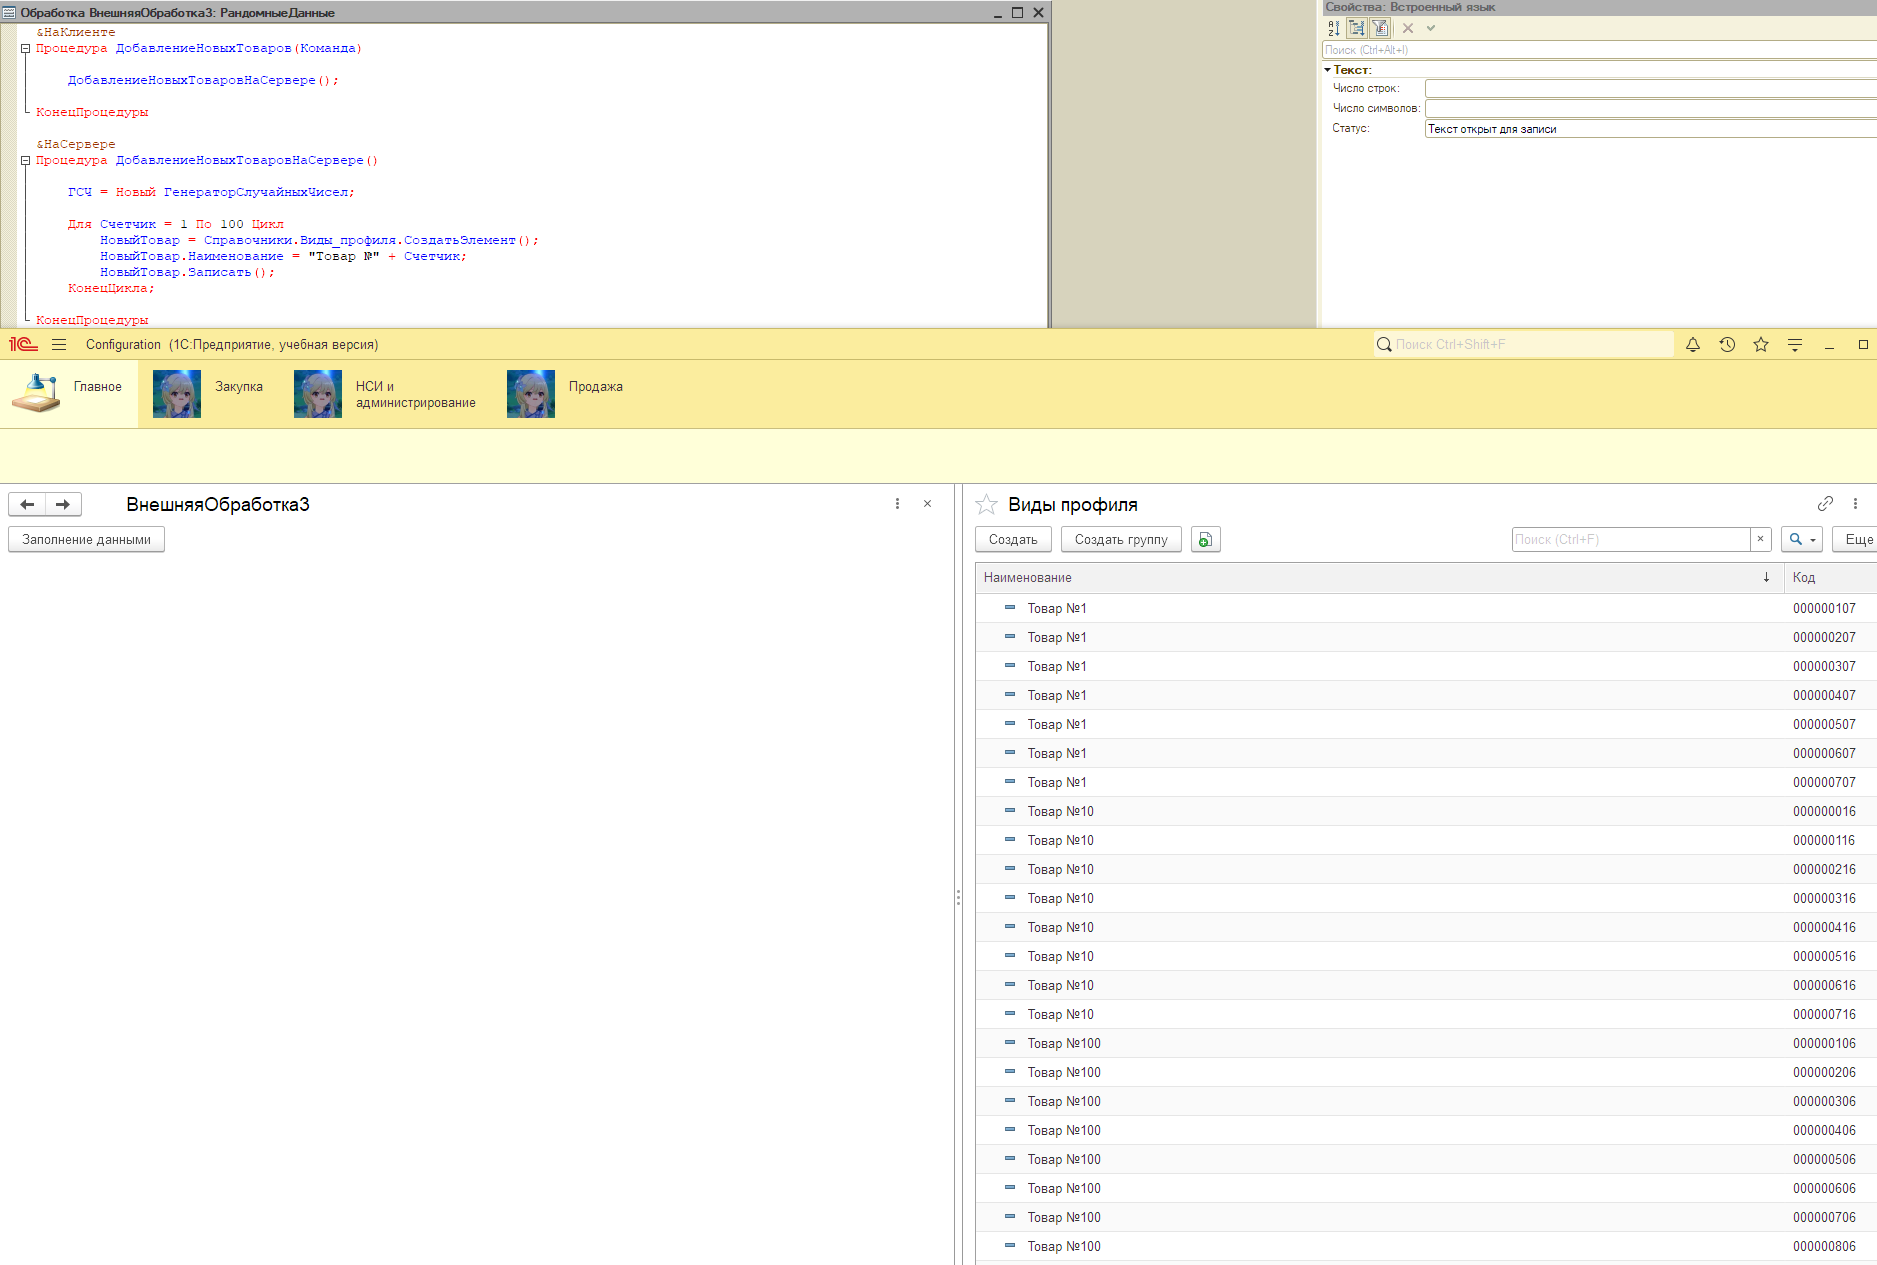 Обработка ВнешняяОбработка3: РандомныеДанные
&НаКлиенте
Процедура ДобавлениеНовыхТоваров(Команда)
ДобавлениеНовыхТоваровНаСервере();
КонецПроцедуры
&НаСервере
Процедура ДобавлениеНовыхТоваровНаСервере()
ГСЧ = Новый ГенераторСлучайныхЧисел;
Для Счетчик = 1 По 100 Цикл
НовыйТовар = Справочники.Виды_профиля.СоздатьЭлемент();
НовыйТовар.Наименование = "Товар №" + Счетчик;
НовыйТовар.Записать();
КонецЦикла;
КонецПроцедуры
Свойства: Встроенный язык
Поиск (Ctrl+Alt+I)
Текст:
Число строк:
Число символов:
Статус: Текст открыт для записи
1С Configuration (1С:Предприятие, учебная версия)
Поиск Ctrl+Shift+F
Главное
Закупка
НСИ и
администрирование
Продажа
ВнешняяОбработка3
Заполнение данными
Виды профиля
Создать Создать группу Поиск (Ctrl+F) × Еще
Наименование ↓ Код
Товар №1 000000107
Товар №1 000000207
Товар №1 000000307
Товар №1 000000407
Товар №1 000000507
Товар №1 000000607
Товар №1 000000707
Товар №10 000000016
Товар №10 000000116
Товар №10 000000216
Товар №10 000000316
Товар №10 000000416
Товар №10 000000516
Товар №10 000000616
Товар №10 000000716
Товар №100 000000106
Товар №100 000000206
Товар №100 000000306
Товар №100 000000406
Товар №100 000000506
Товар №100 000000606
Товар №100 000000706
Товар №100 000000806